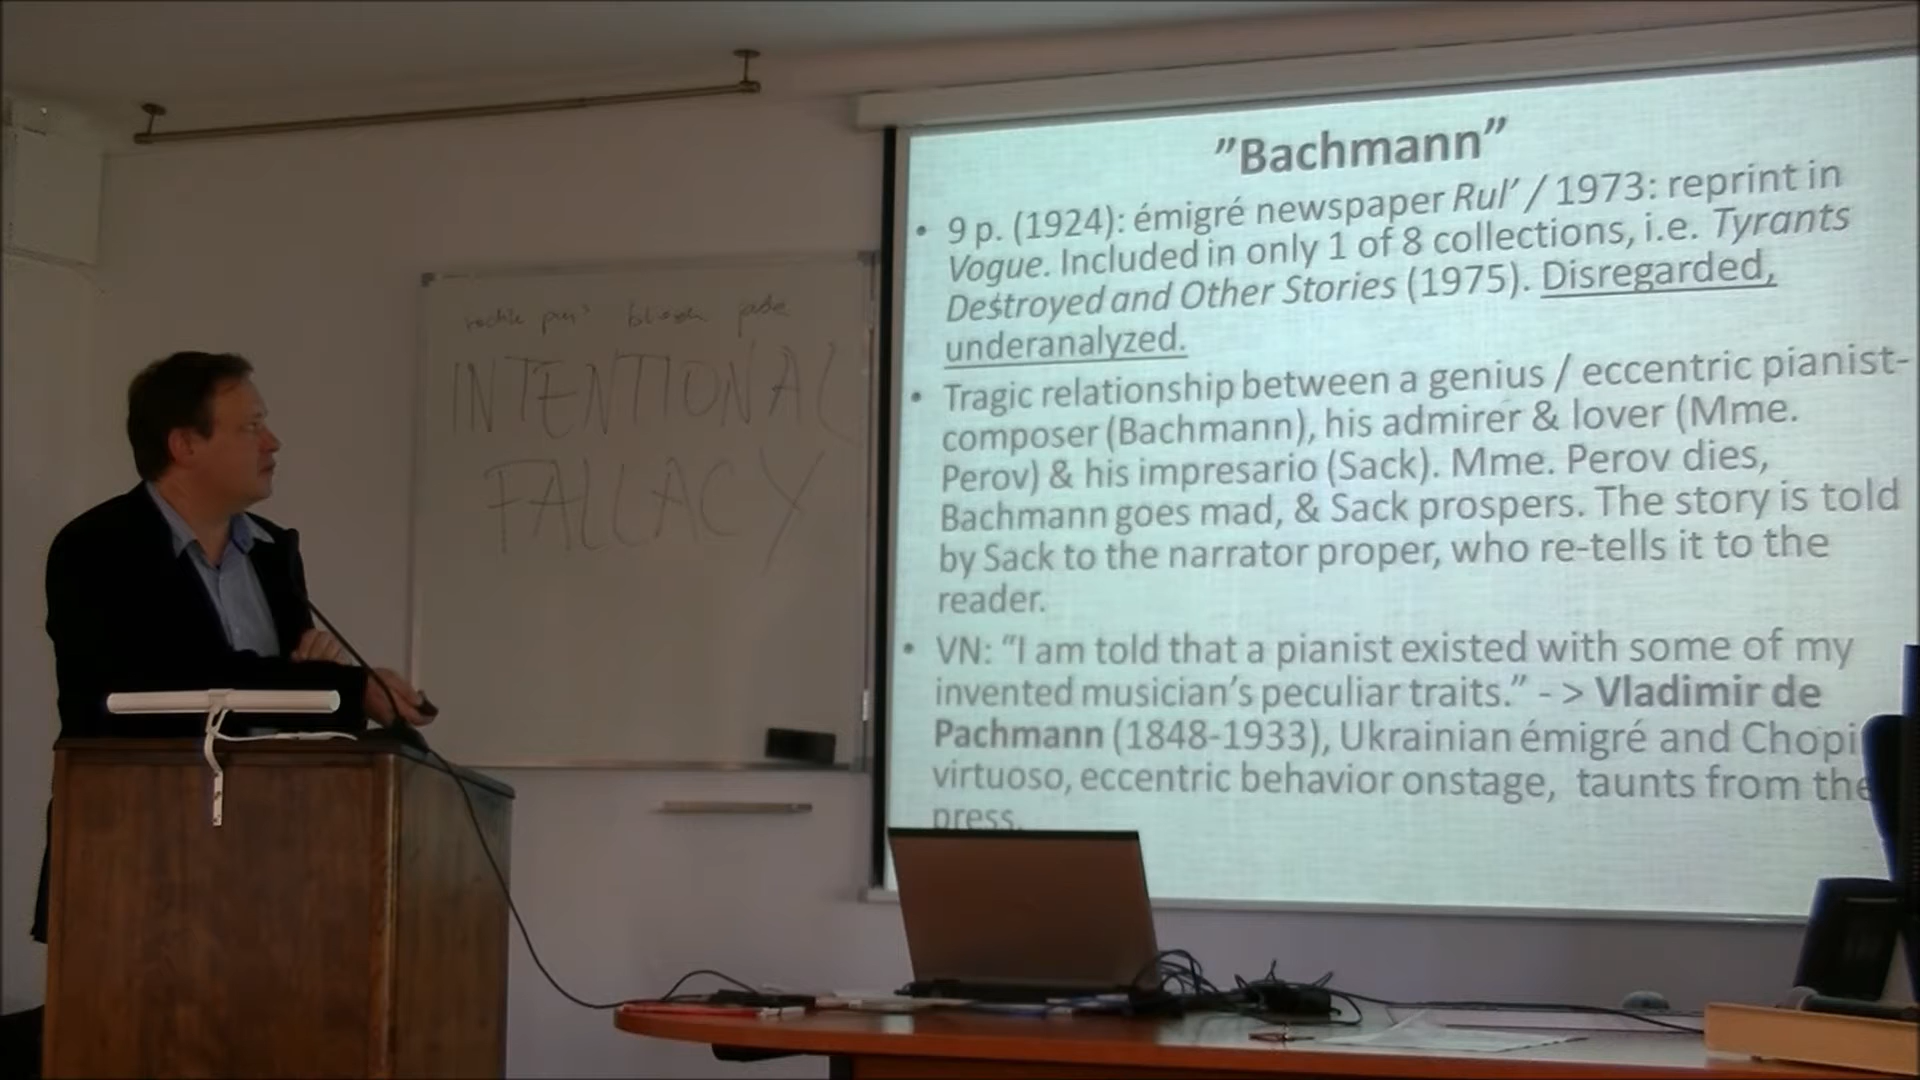 INTENTIONAL
FALLACY
”Bachmann”
• 9 p. (1924): émigré newspaper Rul’ / 1973: reprint in
Vogue. Included in only 1 of 8 collections, i.e. Tyrants
Destroyed and Other Stories (1975). Disregarded,
underanalyzed.
• Tragic relationship between a genius / eccentric pianist-
composer (Bachmann), his admirer & lover (Mme.
Perov) & his impresario (Sack). Mme. Perov dies,
Bachmann goes mad, & Sack prospers. The story is told
by Sack to the narrator proper, who re-tells it to the
reader.
• VN: “I am told that a pianist existed with some of my
invented musician’s peculiar traits.” - > Vladimir de
Pachmann (1848-1933), Ukrainian émigré and Chopi
virtuoso, eccentric behavior onstage, taunts from the
press.